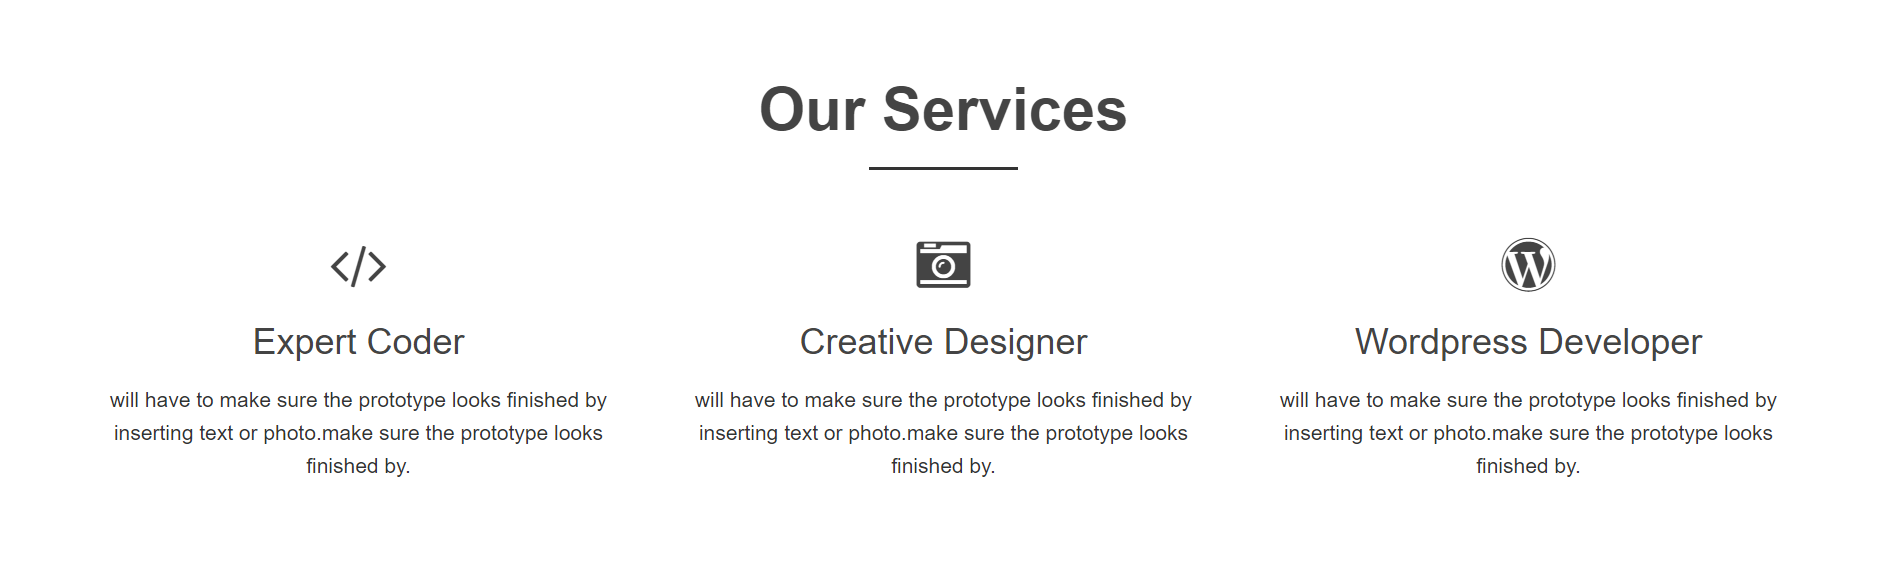 Our Services
Expert Coder
will have to make sure the prototype looks finished by
inserting text or photo.make sure the prototype looks
finished by.
Creative Designer
will have to make sure the prototype looks finished by
inserting text or photo.make sure the prototype looks
finished by.
Wordpress Developer
will have to make sure the prototype looks finished by
inserting text or photo.make sure the prototype looks
finished by.